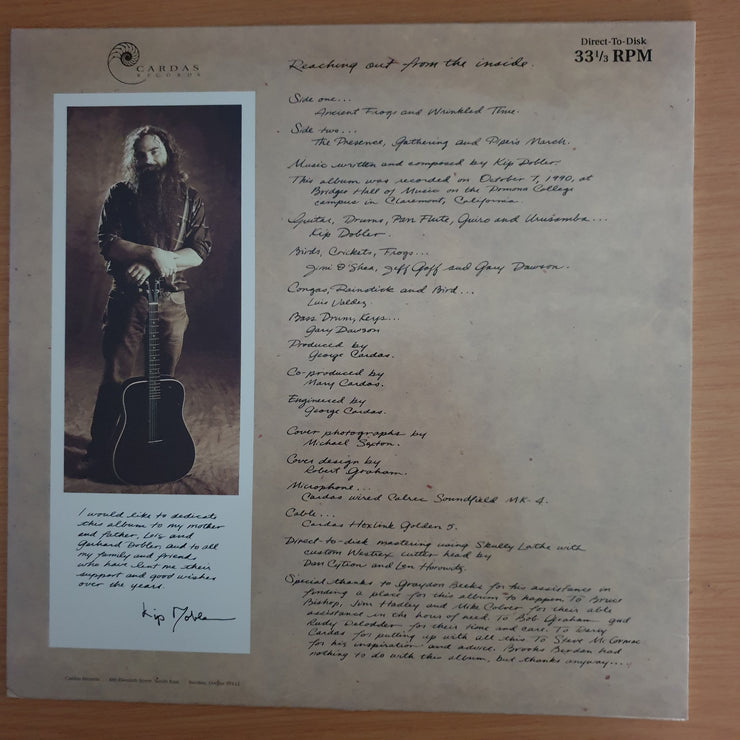 CARDAS
RECORDS
Direct-To-Disk
33 1/3 RPM
Reaching out from the inside.
Side one...
Ancient Frogs and Wrinkled Time.
Side two...
The Presence, Gathering and Piper's March.
Music written and composed by Kip Dobler.
This album was recorded on October 7, 1990, at
Bridges Hall of Music on the Pomona College
campus in Claremont, California.
Guitar, Drums, Pan Flute, Guiro and Urusamba...
Kip Dobler.
Birds, Crickets, Frogs...
Jimi O'Shea, Jeff Goff and Gary Dawson.
Congas, Rainstick and Bird...
Luis Valdez.
Bass Drum, Keys...
Gary Dawson
Produced by
George Cardas.
Co-produced by
Mary Cardas.
Engineered by
George Cardas.
Cover photographs by
Michael Sexton.
Cover design by
Robert Graham.
Microphone...
Cardas wired Calrec Soundfield MK-4.
Cable...
Cardas Hexlink Golden 5.
Direct-to-disk mastering using Skully Lathe with
custom Westrex cutter head by
Dan Cytron and Len Horowitz.
Special thanks to Graydon Beeks for his assistance in
finding a place for this album to happen. To Bruce
Bishop, Jim Hadley and Mike Culver for their able
assistance in the hour of need. To Bob Graham and
Rudy for their time and care. To
Cardas for putting up with all this. To Steve
for his inspiration and advice. Brooks Berdan had
nothing to do with this album, but thanks anyway....
I would like to dedicate
this album to my mother
and father, Lois and
Gerhard Dobler, and to all
my family and friends,
who have lent me their
support and good wishes
over the years.
Kip Dobler
Cardas Records